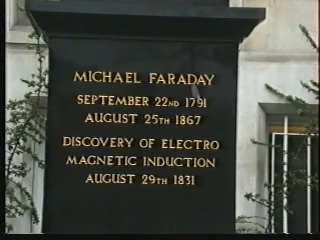 MICHAEL FARADAY
SEPTEMBER 22ND 1791
AUGUST 25TH 1867
DISCOVERY OF ELECTRO
MAGNETIC INDUCTION
AUGUST 29TH 1831